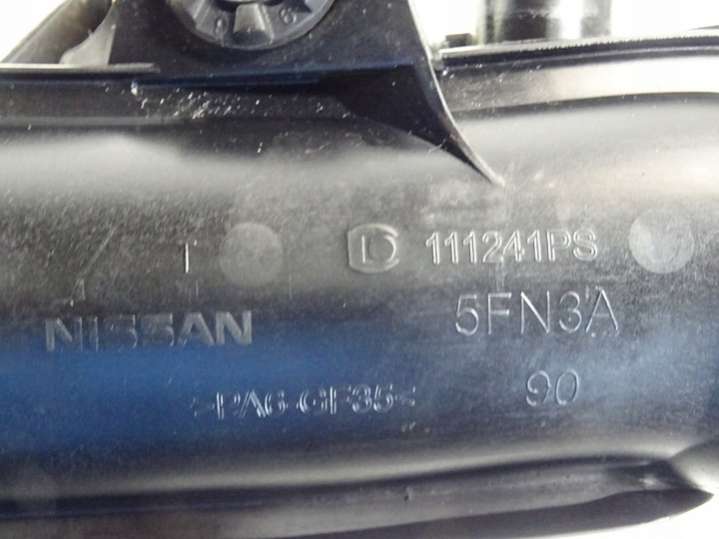 111241PS
NISSAN 5FN3A
>PA6-GF35< 90